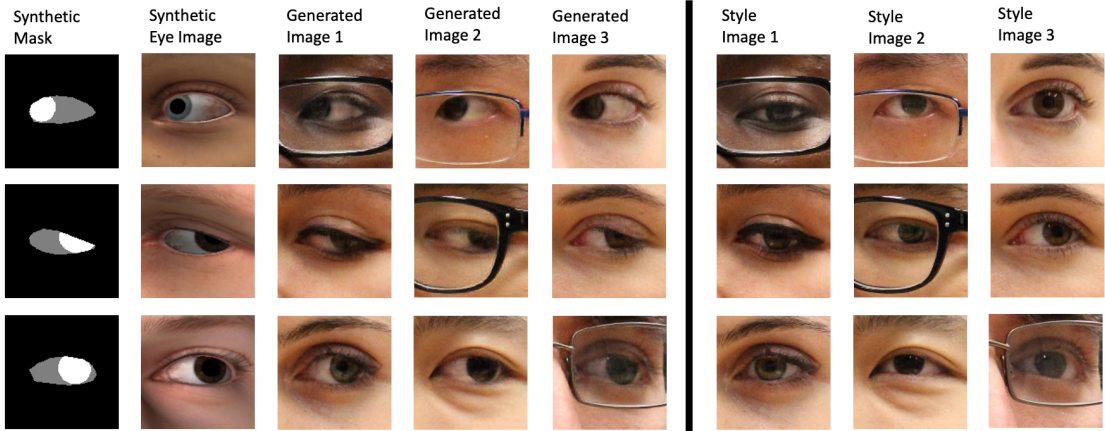 Synthetic
Mask
Synthetic
Eye Image
Generated
Image 1
Generated
Image 2
Generated
Image 3
Style
Image 1
Style
Image 2
Style
Image 3